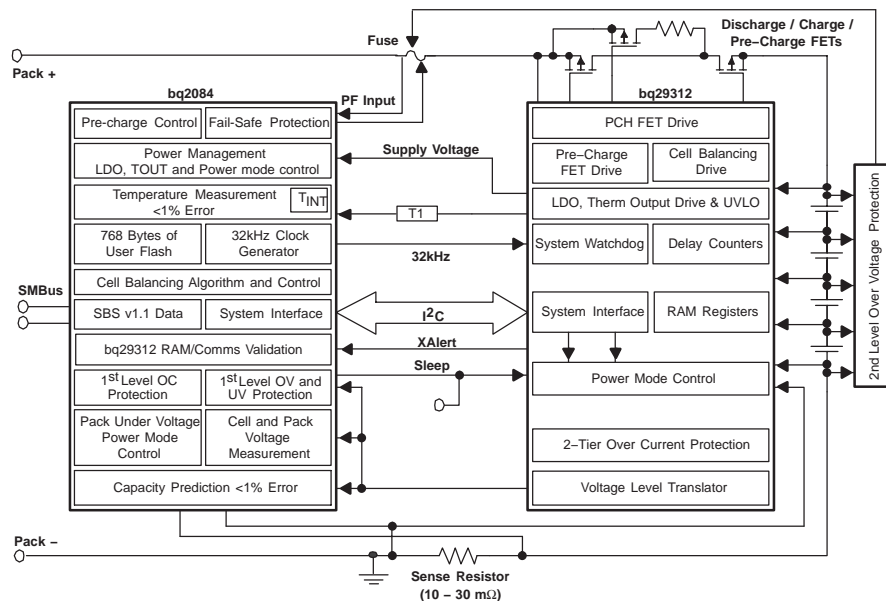 Discharge / Charge /
Pre–Charge FETs
Fuse
Pack +
bq2084
PF Input
bq29312
Pre-charge Control
Fail-Safe Protection
Power Management
LDO, TOUT and Power mode control
Temperature Measurement
<1% Error
TINT
768 Bytes of
User Flash
32kHz Clock
Generator
Cell Balancing Algorithm and Control
SBS v1.1 Data
System Interface
bq29312 RAM/Comms Validation
1st Level OC
Protection
1st Level OV and
UV Protection
Pack Under Voltage
Power Mode
Control
Cell and Pack
Voltage
Measurement
Capacity Prediction <1% Error
SMBus
Supply Voltage
T1
32kHz
I2C
XAlert
Sleep
PCH FET Drive
Pre–Charge
FET Drive
Cell Balancing
Drive
LDO, Therm Output Drive & UVLO
System Watchdog
Delay Counters
System Interface
RAM Registers
Power Mode Control
2–Tier Over Current Protection
Voltage Level Translator
2nd Level Over Voltage Protection
Pack –
Sense Resistor
(10 – 30 mΩ)